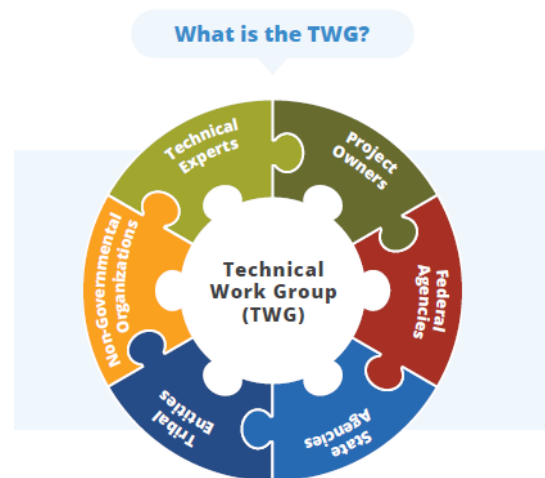 What is the TWG?
Technical
Experts
Project
Owners
Federal
Agencies
State
Agencies
Tribal
Entities
Non-Governmental
Organizations
Technical
Work Group
(TWG)